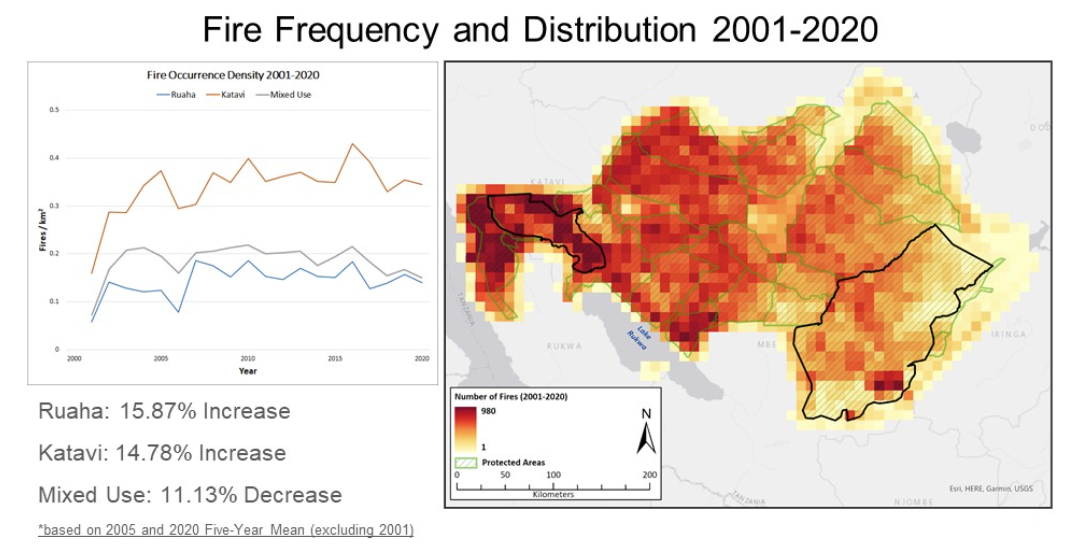 Fire Frequency and Distribution 2001-2020
Fire Occurrence Density 2001-2020
Ruaha Katavi Mixed Use
0.5
0.4
0.3
0.2
0.1
0
Fires / km²
2000 2005 2010 2015 2020
Year
Ruaha: 15.87% Increase
Katavi: 14.78% Increase
Mixed Use: 11.13% Decrease
*based on 2005 and 2020 Five-Year Mean (excluding 2001)
KATAVI
TANZANIA
RUKWA
Lake
Rukwa
MBE
IRINGA
NJOMBE
TANZANIA
Number of Fires (2001-2020)
980
1
Protected Areas
0 50 100 200
Kilometers
N
Esri, HERE, Garmin, USGS